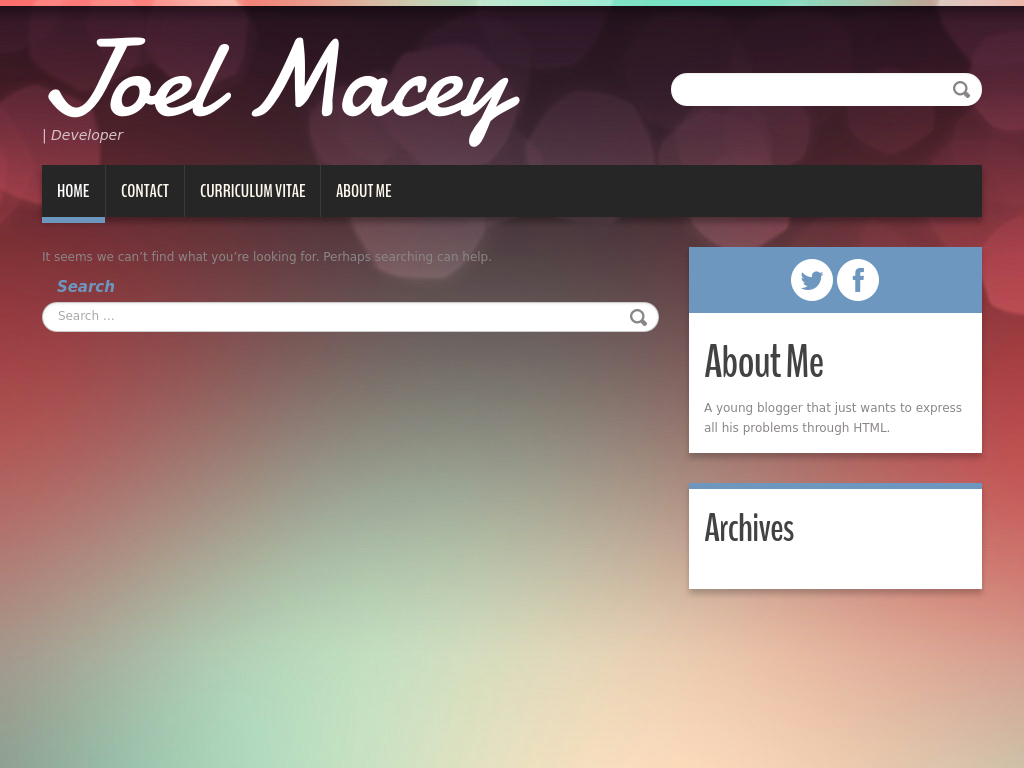 Joel Macey
| Developer
HOME
CONTACT
CURRICULUM VITAE
ABOUT ME
It seems we can’t find what you’re looking for. Perhaps searching can help.
Search
Search …
About Me
A young blogger that just wants to express
all his problems through HTML.
Archives